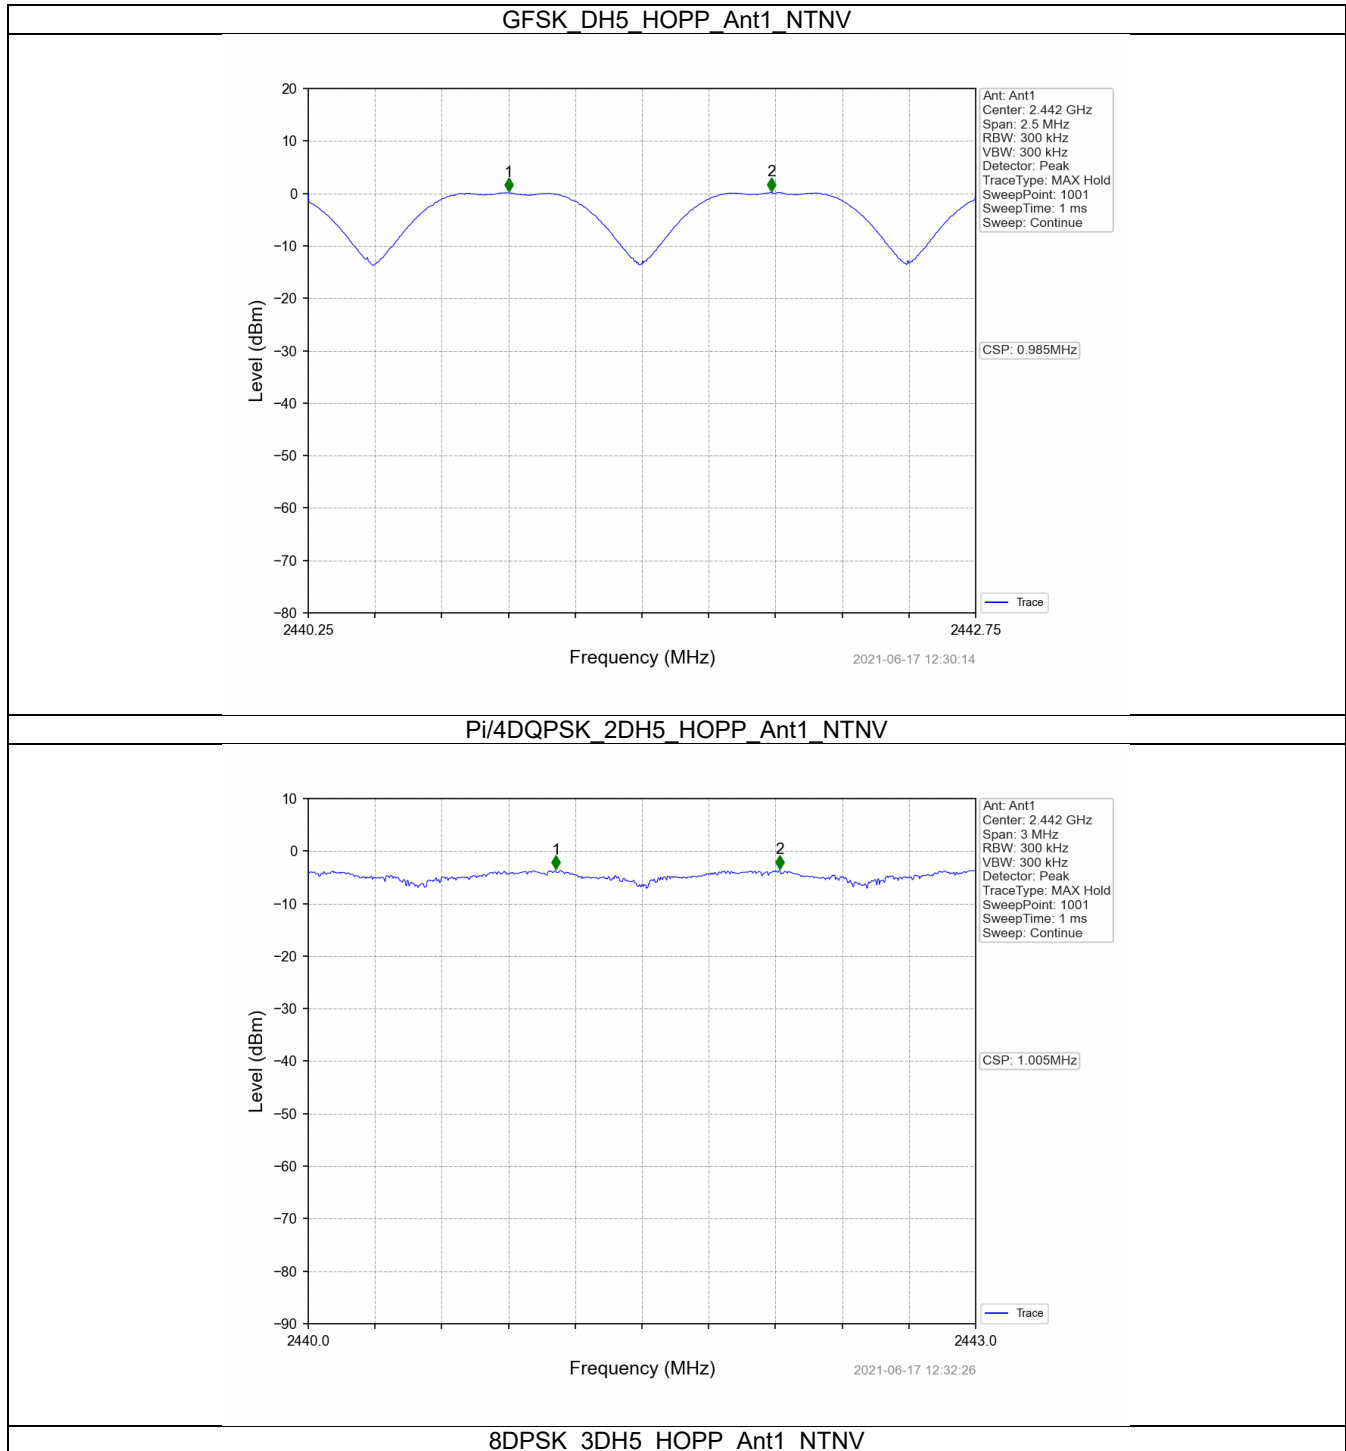 GFSK_DH5_HOPP_Ant1_NTNV
20
10
0
−10
−20
−30
−40
−50
−60
−70
−80
Level (dBm)
1
2
Ant: Ant1
Center: 2.442 GHz
Span: 2.5 MHz
RBW: 300 kHz
VBW: 300 kHz
Detector: Peak
TraceType: MAX Hold
SweepPoint: 1001
SweepTime: 1 ms
Sweep: Continue
CSP: 0.985MHz
Trace
2440.25
2442.75
Frequency (MHz)
2021-06-17 12:30:14
Pi/4DQPSK_2DH5_HOPP_Ant1_NTNV
10
0
−10
−20
−30
−40
−50
−60
−70
−80
−90
Level (dBm)
1
2
Ant: Ant1
Center: 2.442 GHz
Span: 3 MHz
RBW: 300 kHz
VBW: 300 kHz
Detector: Peak
TraceType: MAX Hold
SweepPoint: 1001
SweepTime: 1 ms
Sweep: Continue
CSP: 1.005MHz
Trace
2440.0
2443.0
Frequency (MHz)
2021-06-17 12:32:26
8DPSK_3DH5_HOPP_Ant1_NTNV